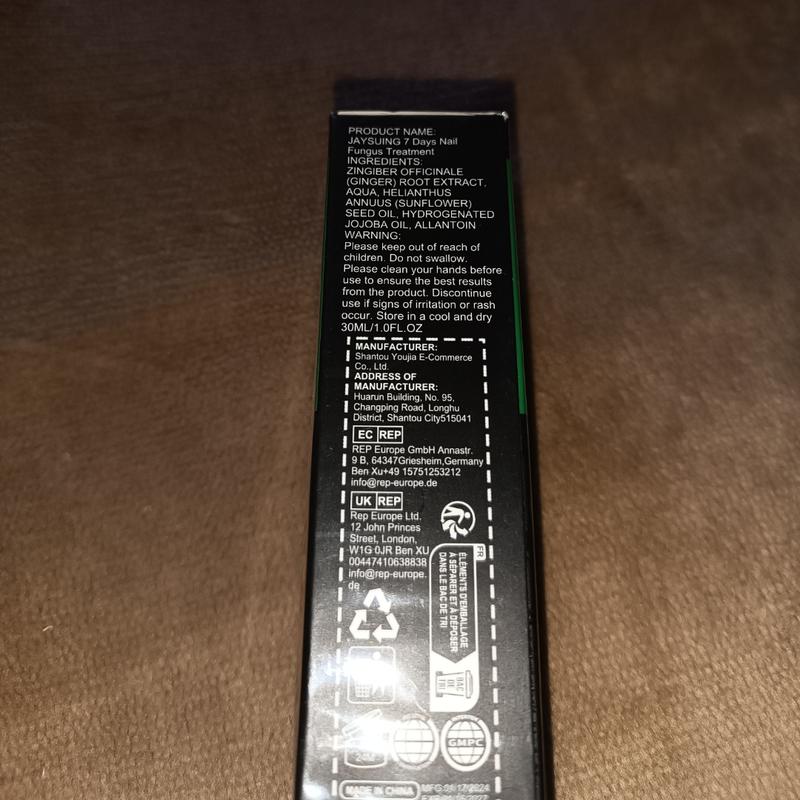 PRODUCT NAME:
JAYSUING 7 Days Nail
Fungus Treatment
INGREDIENTS:
ZINGIBER OFFICINALE
(GINGER) ROOT EXTRACT,
AQUA, HELIANTHUS
ANNUUS (SUNFLOWER)
SEED OIL, HYDROGENATED
JOJOBA OIL, ALLANTOIN
WARNING:
Please keep out of reach of
children. Do not swallow.
Please clean your hands before
use to ensure the best results
from the product. Discontinue
use if signs of irritation or rash
occur. Store in a cool and dry
30ML/1.0FL.OZ
MANUFACTURER:
Shantou Youjia E-Commerce
Co., Ltd.
ADDRESS OF
MANUFACTURER:
Huarun Building, No. 95,
Changping Road, Longhu
District, Shantou City515041
EC REP
REP Europe GmbH Annastr.
9 B, 64347Griesheim,Germany
Ben Xu+49 15751253212
info@rep-europe.de
UK REP
Rep Europe Ltd.
12 John Princes
Street, London,
W1G 0JR Ben XU
00447410638838
info@rep-europe.
de
FR
ÉLÉMENTS D'EMBALLAGE
À SÉPARER ET À DÉPOSER
DANS LE BAC DE TRI
BAC
DE
TRI
GMPC
MADE IN CHINA